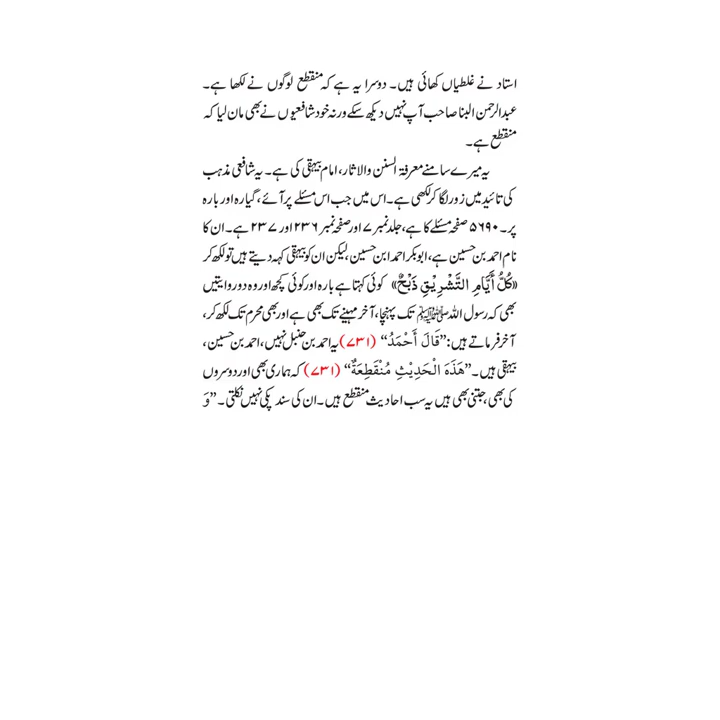 استاد نے غلطیاں کھائی ہیں۔ دوسرا یہ ہے کہ منقطع لوگوں نے لکھا ہے۔
عبدالرحمن البنا صاحب آپ نہیں دیکھ سکے ورنہ خود شافعیوں نے بھی مان لیا کہ
منقطع ہے۔
یہ میرے سامنے معرفۃ السنن والاثار، امام بیہقی کی ہے۔ یہ شافعی مذہب
کی تائید میں زور لگا کر لکھی ہے۔ اس میں جب اس مسئلے پر آئے، گیارہ اور بارہ
پر۔ ۵۶۹۰ صفحہ مسئلے کا ہے، جلد نمبر ۷ اور صفحہ نمبر ۲۳۶ اور ۲۳۷ ہے۔ ان کا
نام احمد بن حسین ہے، ابوبکر احمد ابن حسین، لیکن ان کو بیہقی کہہ دیتے ہیں تو لکھ کر
«كُلُّ أَيَّامِ التَّشْرِيْقِ ذَبْحٌ» کوئی کہتا ہے بارہ اور کوئی کچھ اور وہ دو روایتیں
بھی کہ رسول اللہ ﷺ تک پہنچا، آخر مہینے تک بھی ہے اور بھی محرم تک لکھ کر،
آخر فرماتے ہیں: ”قَالَ أَحْمَدُ“ (۷۳۱) یہ احمد بن حنبل نہیں، احمد بن حسین،
بیہقی ہیں۔ ”هَذَهِ الْحَدِيْثِ مُنْقَطِعَةٌ“ (۷۳۱) کہ ہماری بھی اور دوسروں
کی بھی، جتنی بھی ہیں یہ سب احادیث منقطع ہیں۔ ان کی سند پکی نہیں نکلتی۔ ”وَ